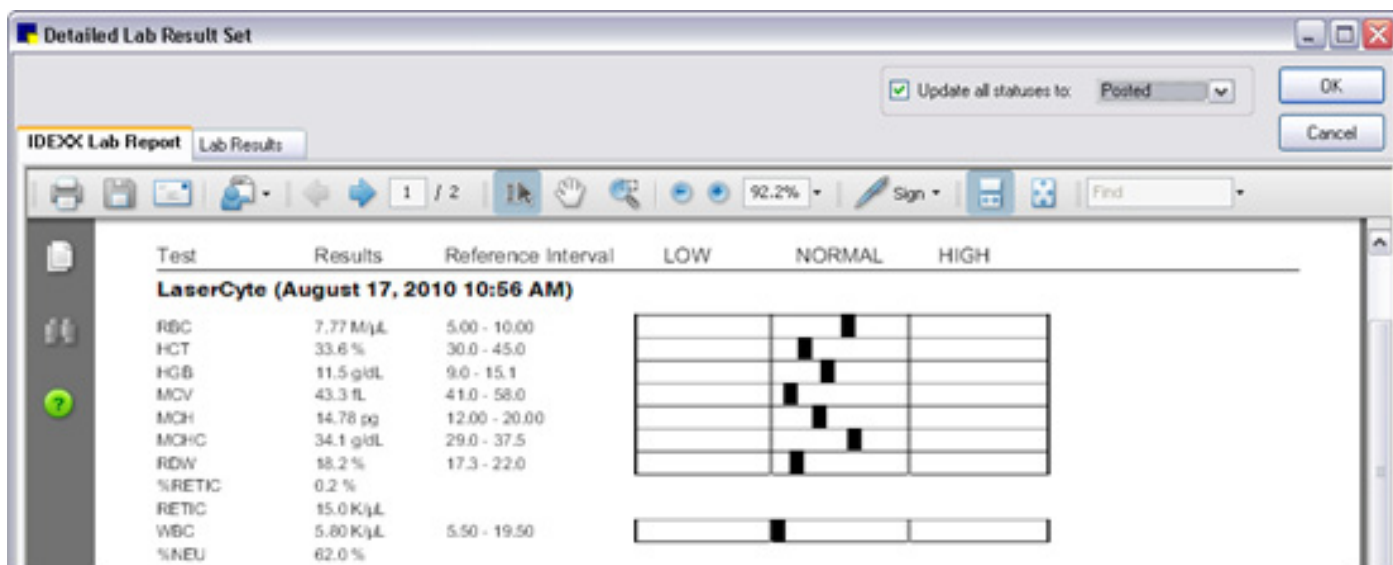 Detailed Lab Result Set
Update all statuses to: Posted OK
Cancel
IDEXX Lab Report Lab Results
1 / 2 92.2% Sign Find
Test Results Reference Interval LOW NORMAL HIGH
LaserCyte (August 17, 2010 10:56 AM)
RBC 7.77 M/µL 5.00 - 10.00
HCT 33.6 % 30.0 - 45.0
HGB 11.5 g/dL 9.0 - 15.1
MCV 43.3 fL 41.0 - 58.0
MCH 14.78 pg 12.00 - 20.00
MCHC 34.1 g/dL 29.0 - 37.5
RDW 18.2 % 17.3 - 22.0
%RETIC 0.2 %
RETIC 15.0 K/µL
WBC 5.80 K/µL 5.50 - 19.50
%NEU 62.0 %